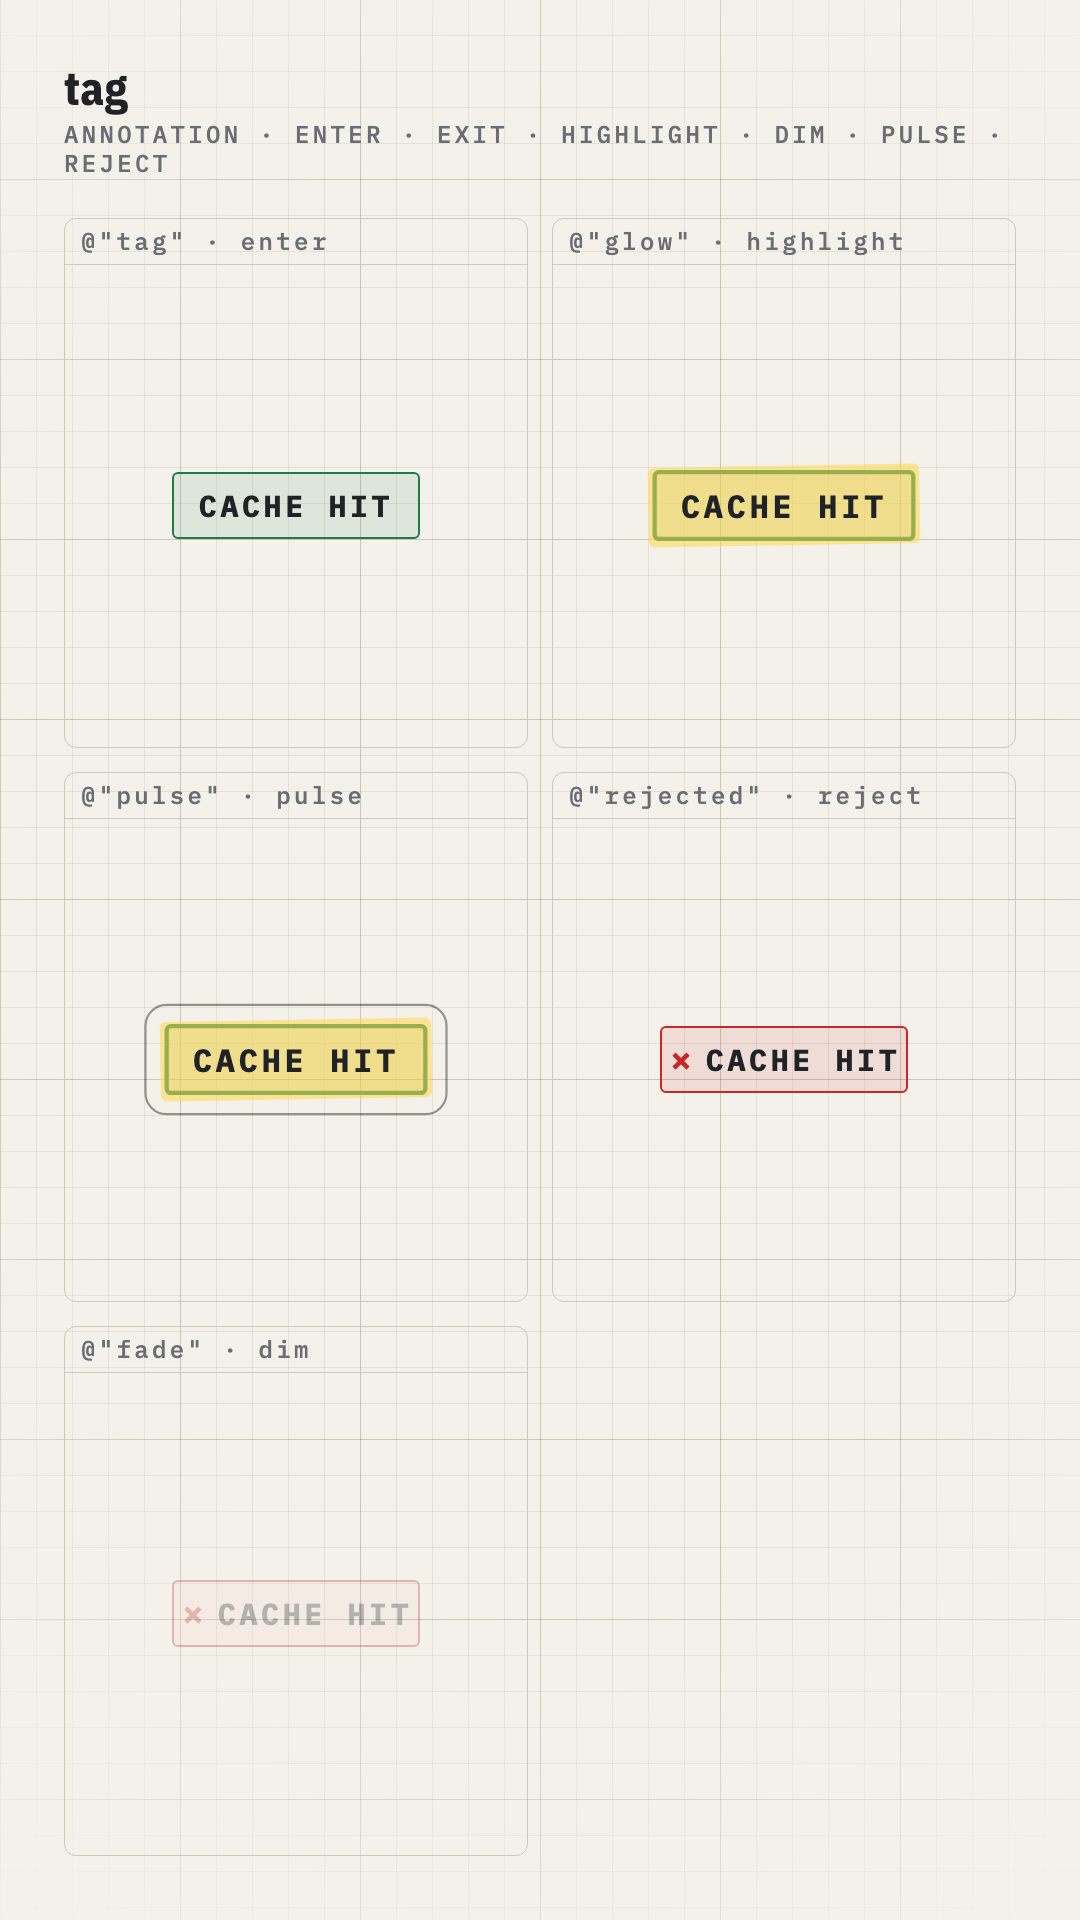 tag
ANNOTATION · ENTER · EXIT · HIGHLIGHT · DIM · PULSE ·
REJECT
@"tag" · enter
@"glow" · highlight
CACHE HIT
CACHE HIT
@"pulse" · pulse
@"rejected" · reject
CACHE HIT
× CACHE HIT
@"fade" · dim
× CACHE HIT